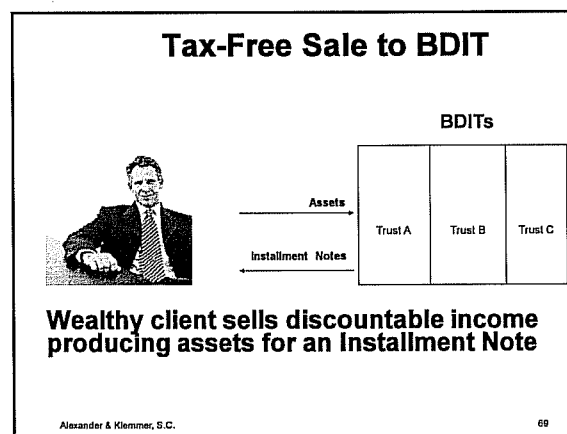 Tax-Free Sale to BDIT
BDITs
Assets
Trust A
Trust B
Trust C
Installment Notes
Wealthy client sells discountable income
producing assets for an Installment Note
Alexander & Klemmer, S.C.
69